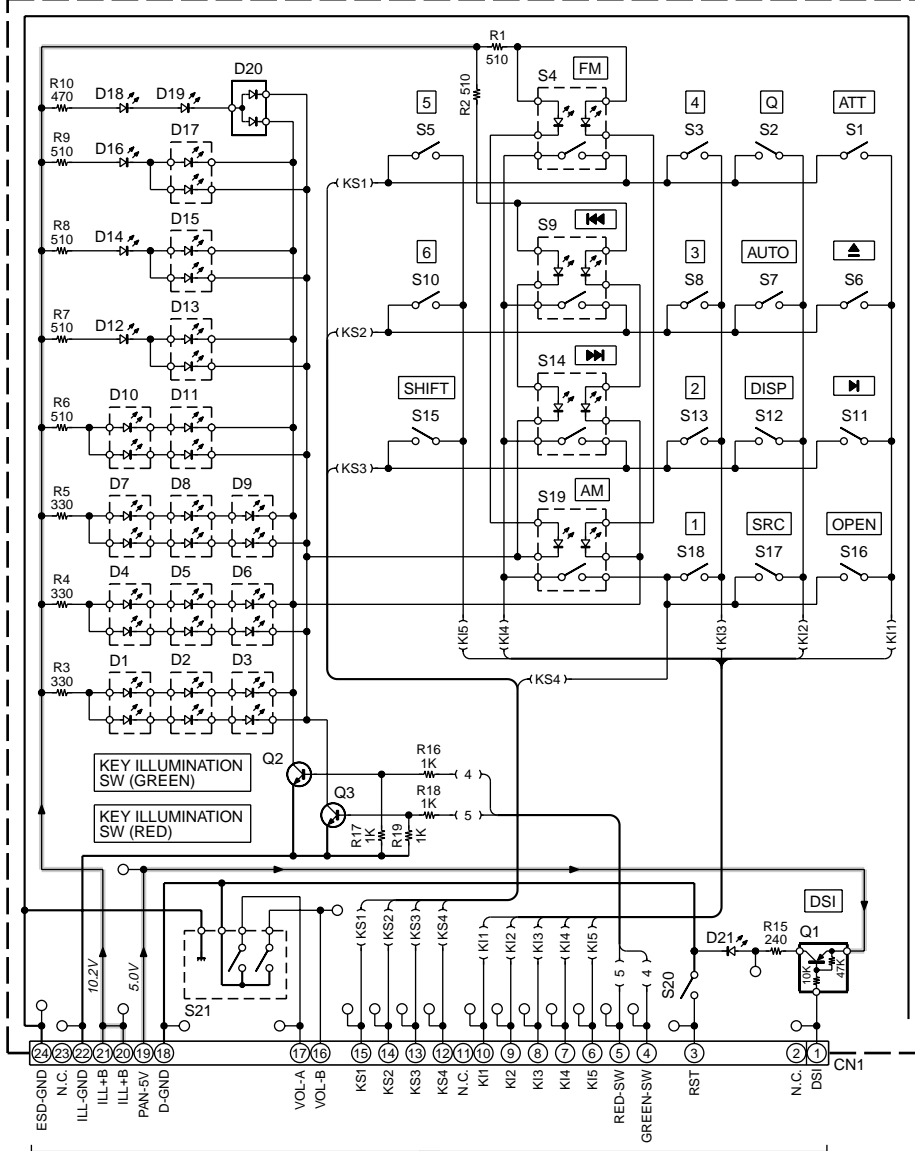 R1
510
R2 510
S4
FM
R10
470
D18
D19
D20
5
S5
4
S3
Q
S2
ATT
S1
R9
510
D16
D17
KS1
R8
510
D14
D15
S9
6
S10
3
S8
AUTO
S7
S6
R7
510
D12
D13
KS2
S14
SHIFT
S15
2
S13
DISP
S12
S11
R6
510
D10
D11
KS3
R5
330
D7
D8
D9
S19
AM
1
S18
SRC
S17
OPEN
S16
R4
330
D4
D5
D6
KI5
KI4
KI3
KI2
KI1
R3
330
D1
D2
D3
KS4
KEY ILLUMINATION
SW (GREEN)
Q2
R16
1K
4
KEY ILLUMINATION
SW (RED)
Q3
R18
1K
5
R17
1K
R19
1K
DSI
10.2V
5.0V
S21
KS1
KS2
KS3
KS4
KI1
KI2
KI3
KI4
KI5
5
4
S20
D21
R15
240
Q1
10K
47K
24
23
22
21
20
19
18
17
16
15
14
13
12
11
10
9
8
7
6
5
4
3
2
1
CN1
ESD-GND
N.C.
ILL-GND
ILL+B
ILL+B
PAN-5V
D-GND
VOL-A
VOL-B
KS1
KS2
KS3
KS4
N.C.
KI1
KI2
KI3
KI4
KI5
RED-SW
GREEN-SW
RST
N.C.
DSI